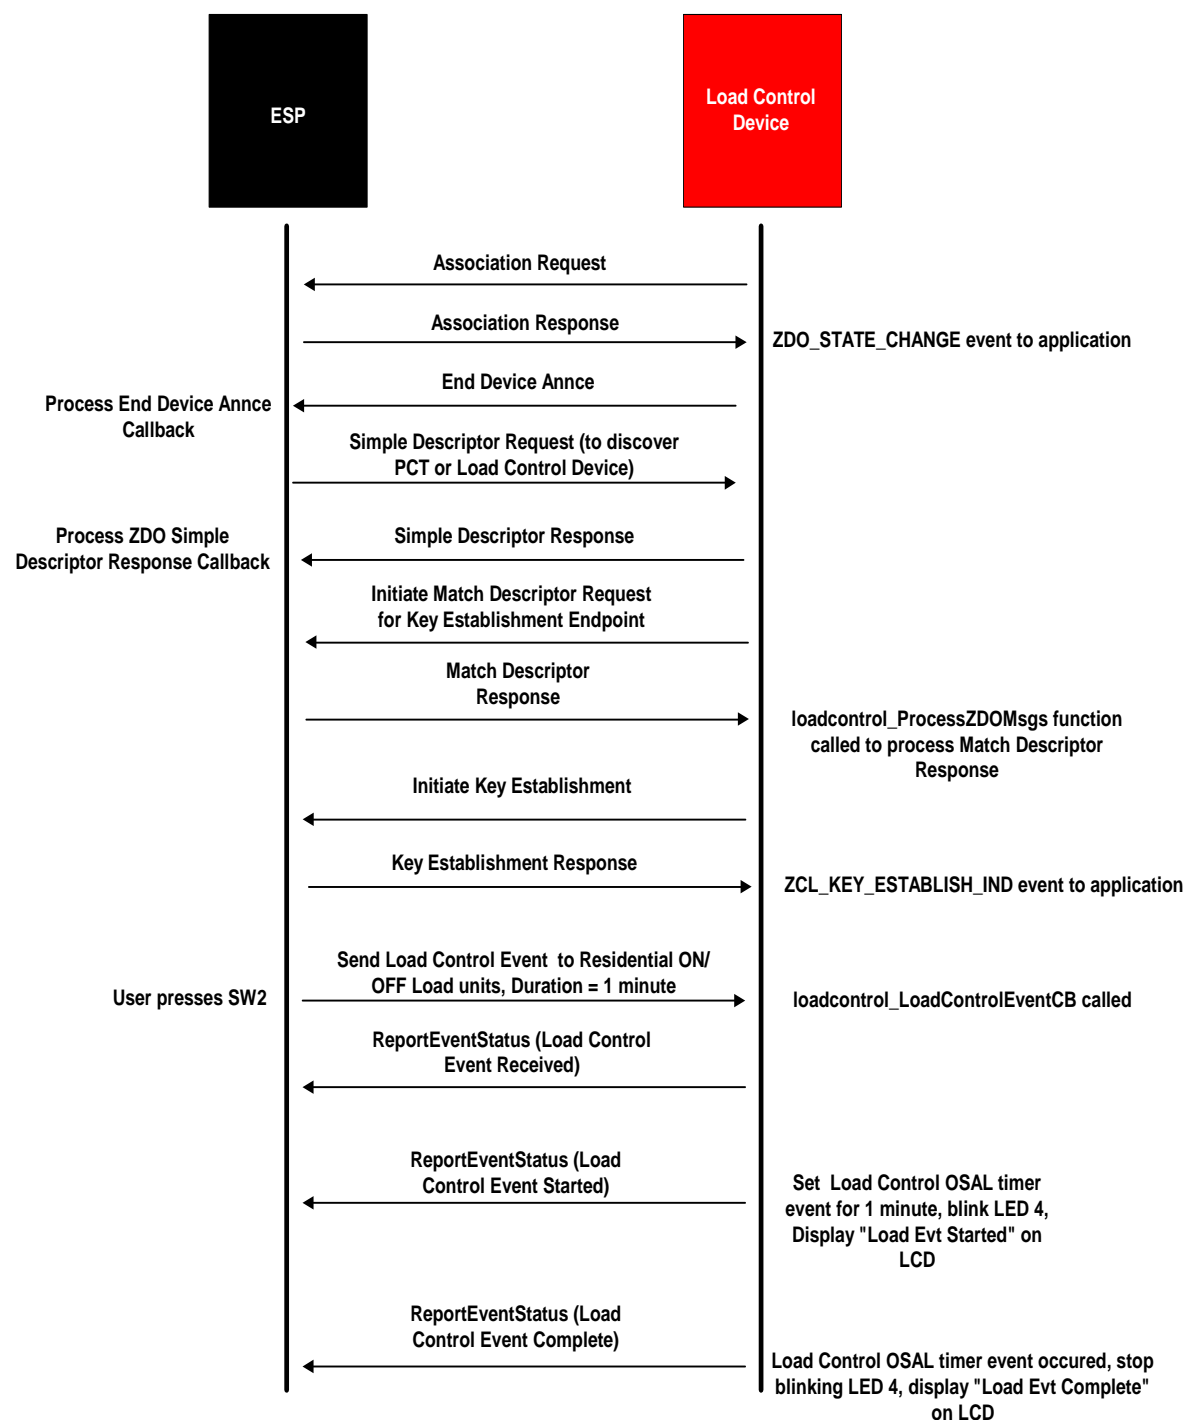 ESP
Load Control
Device
Association Request
Association Response
ZDO_STATE_CHANGE event to application
End Device Annce
Process End Device Annce
Callback
Simple Descriptor Request (to discover
PCT or Load Control Device)
Process ZDO Simple
Descriptor Response Callback
Simple Descriptor Response
Initiate Match Descriptor Request
for Key Establishment Endpoint
Match Descriptor
Response
loadcontrol_ProcessZDOMsgs function
called to process Match Descriptor
Response
Initiate Key Establishment
Key Establishment Response
ZCL_KEY_ESTABLISH_IND event to application
Send Load Control Event to Residential ON/
OFF Load units, Duration = 1 minute
User presses SW2
loadcontrol_LoadControlEventCB called
ReportEventStatus (Load Control
Event Received)
ReportEventStatus (Load
Control Event Started)
Set Load Control OSAL timer
event for 1 minute, blink LED 4,
Display "Load Evt Started" on
LCD
ReportEventStatus (Load
Control Event Complete)
Load Control OSAL timer event occured, stop
blinking LED 4, display "Load Evt Complete"
on LCD